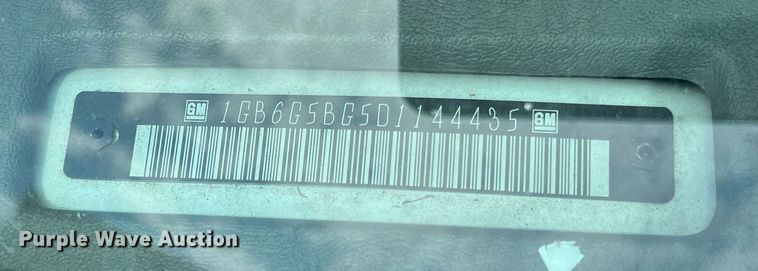 GM 1GB6G5BG5D1144435 GM
Purple Wave Auction